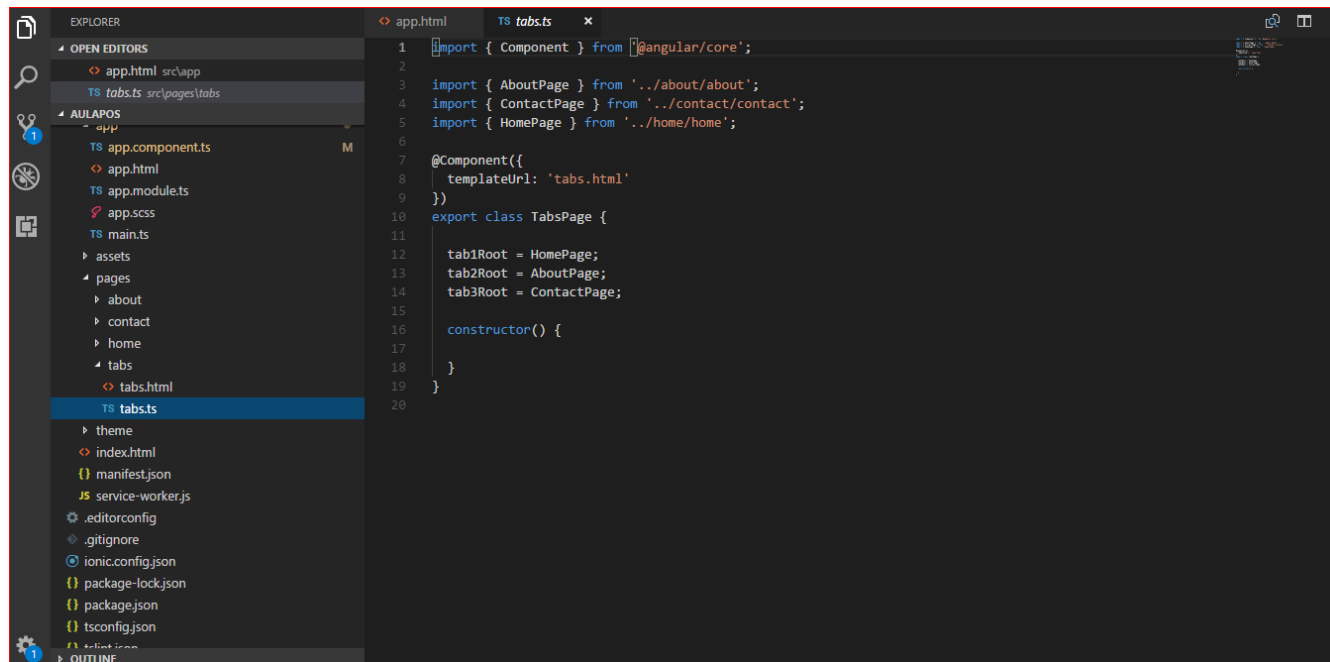 EXPLORER
OPEN EDITORS
<> app.html src\app
TS tabs.ts src\pages\tabs
AULAPOS
app
TS app.component.ts M
<> app.html
TS app.module.ts
app.scss
TS main.ts
assets
pages
about
contact
home
tabs
<> tabs.html
TS tabs.ts
theme
<> index.html
{} manifest.json
JS service-worker.js
.editorconfig
.gitignore
ionic.config.json
{} package-lock.json
{} package.json
{} tsconfig.json
{} tslint.json
OUTLINE
1
1
<> app.html TS tabs.ts ×
1 import { Component } from '@angular/core';
2
3 import { AboutPage } from '../about/about';
4 import { ContactPage } from '../contact/contact';
5 import { HomePage } from '../home/home';
6
7 @Component({
8 templateUrl: 'tabs.html'
9 })
10 export class TabsPage {
11
12 tab1Root = HomePage;
13 tab2Root = AboutPage;
14 tab3Root = ContactPage;
15
16 constructor() {
17
18 }
19 }
20